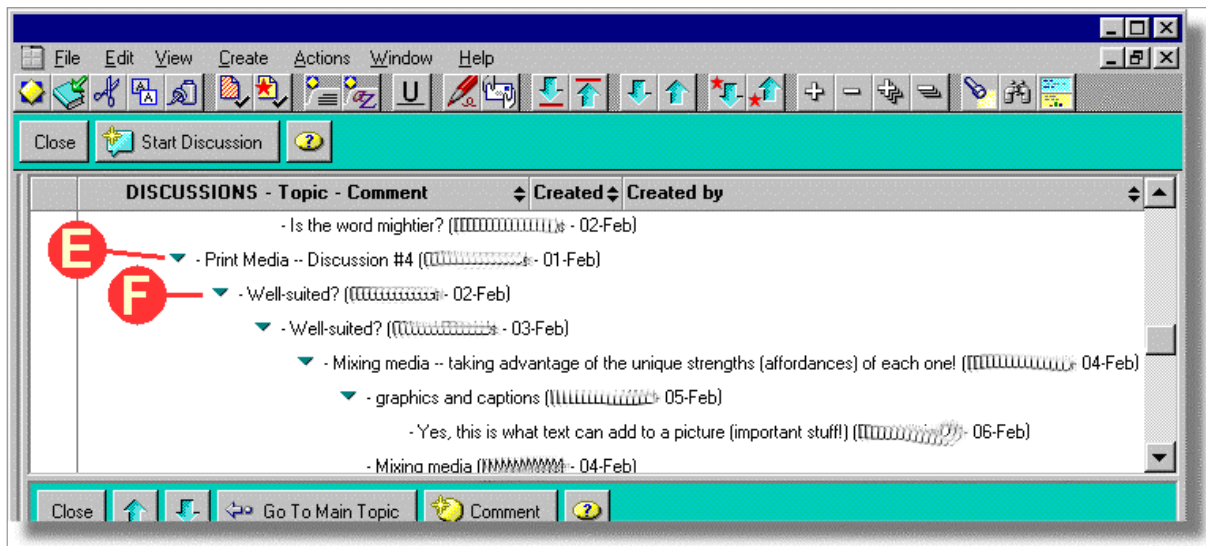 File Edit View Create Actions Window Help
U
Close Start Discussion ?
DISCUSSIONS - Topic - Comment Created Created by
- Is the word mightier? ( - 02-Feb)
E - Print Media -- Discussion #4 ( - 01-Feb)
F - Well-suited? ( - 02-Feb)
- Well-suited? ( - 03-Feb)
- Mixing media -- taking advantage of the unique strengths (affordances) of each one! ( 04-Feb)
- graphics and captions ( 05-Feb)
- Yes, this is what text can add to a picture (important stuff!) ( - 06-Feb)
- Mixing media ( - 04-Feb)
Close Go To Main Topic Comment ?